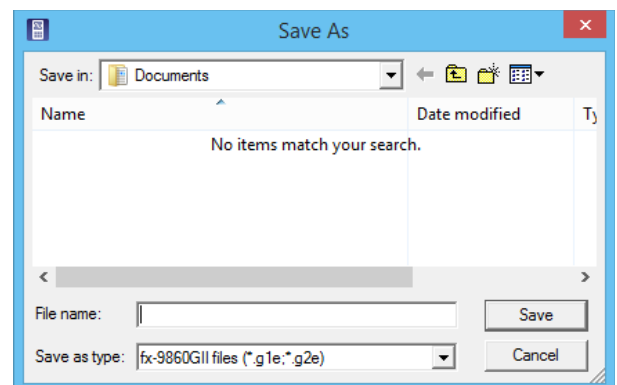 Save As
Save in: Documents
Name Date modified Ty
No items match your search.
File name: Save
Save as type: fx-9860GII files (*.g1e;*.g2e) Cancel